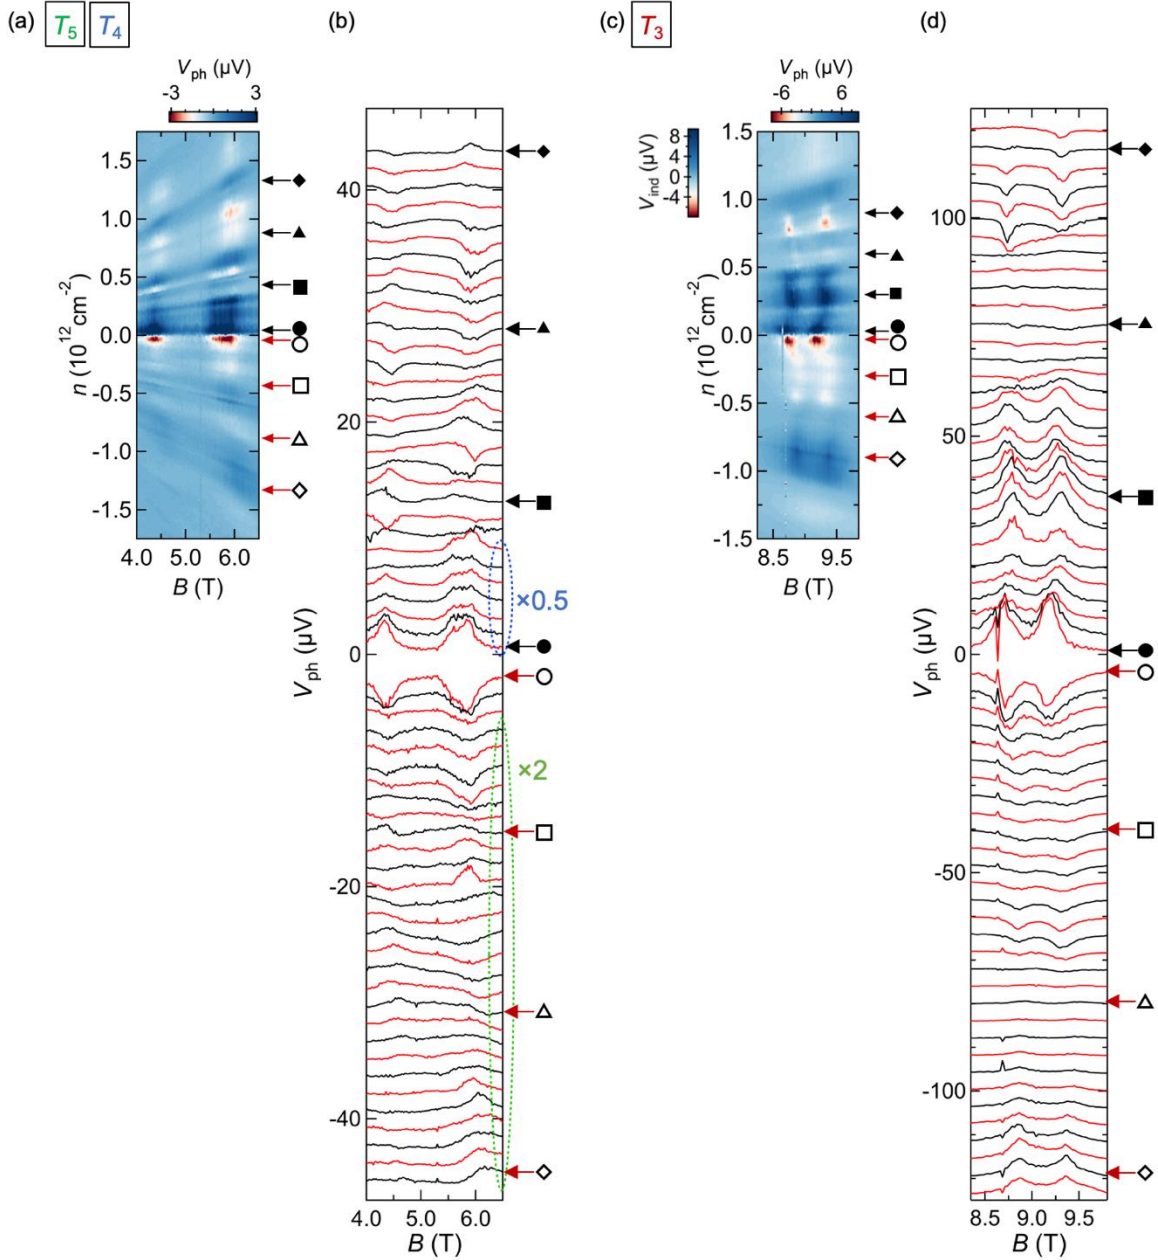 (a) T5 T4
Vph (μV)
-3 3
1.5
1.0
0.5
0.0
-0.5
-1.0
-1.5
n (10^12 cm^-2)
4.0 5.0 6.0
B (T)
(b)
40
20
0
-20
-40
Vph (μV)
×0.5
×2
4.0 5.0 6.0
B (T)
(c) T3
Vph (μV)
-6 6
8
4
0
-4
Vind (μV)
1.5
1.0
0.5
0.0
-0.5
-1.0
-1.5
n (10^12 cm^-2)
8.5 9.5
B (T)
(d)
100
50
0
-50
-100
Vph (μV)
8.5 9.0 9.5
B (T)